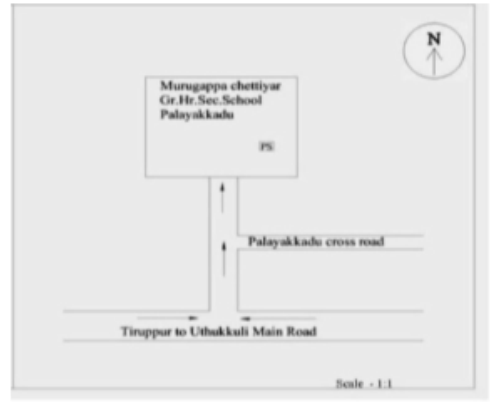 N
Murugappa chettiyar
Gr.Hr.Sec.School
Palayakkadu
PS
Palayakkadu cross road
Tiruppur to Uthukkuli Main Road
Scale - 1:1